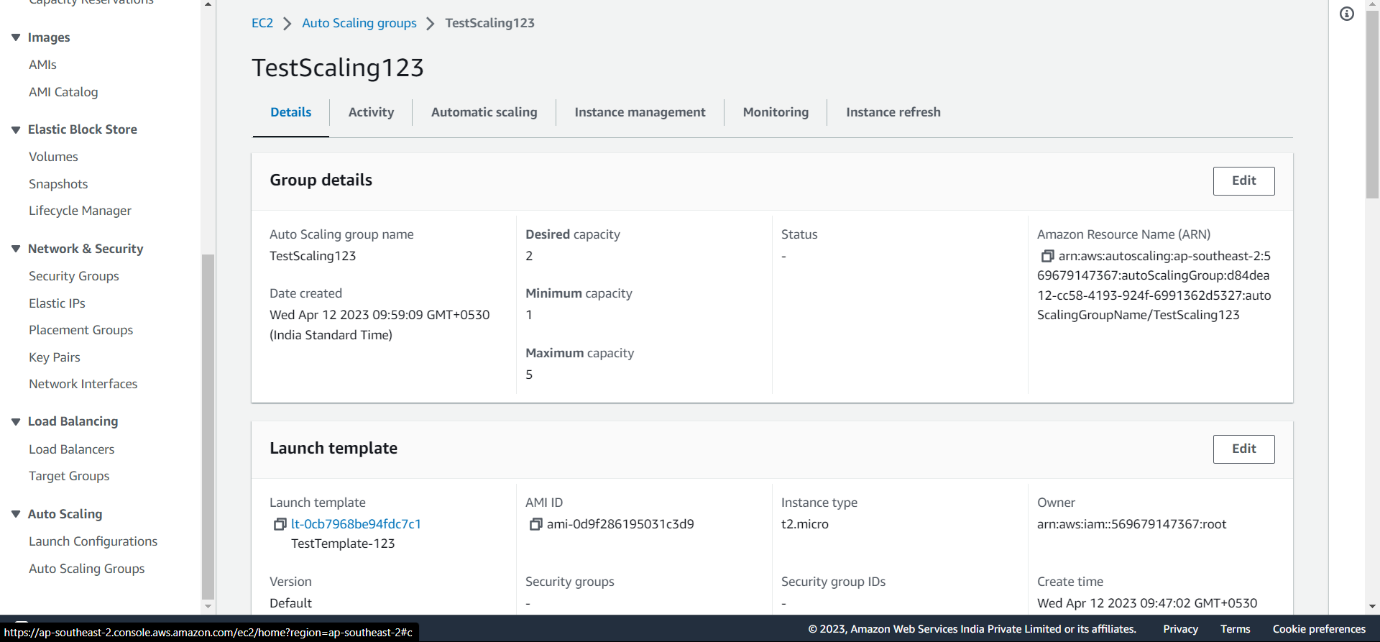 Capacity Reservations
Images
AMIs
AMI Catalog
Elastic Block Store
Volumes
Snapshots
Lifecycle Manager
Network & Security
Security Groups
Elastic IPs
Placement Groups
Key Pairs
Network Interfaces
Load Balancing
Load Balancers
Target Groups
Auto Scaling
Launch Configurations
Auto Scaling Groups
EC2 > Auto Scaling groups > TestScaling123
TestScaling123
Details Activity Automatic scaling Instance management Monitoring Instance refresh
Group details
Edit
Auto Scaling group name
TestScaling123
Date created
Wed Apr 12 2023 09:59:09 GMT+0530
(India Standard Time)
Desired capacity
2
Minimum capacity
1
Maximum capacity
5
Status
-
Amazon Resource Name (ARN)
arn:aws:autoscaling:ap-southeast-2:5
69679147367:autoScalingGroup:d84dea
12-cc58-4193-924f-6991362d5327:auto
ScalingGroupName/TestScaling123
Launch template
Edit
Launch template
lt-0cb7968be94fdc7c1
TestTemplate-123
Version
Default
AMI ID
ami-0d9f286195031c3d9
Security groups
-
Instance type
t2.micro
Security group IDs
-
Owner
arn:aws:iam::569679147367:root
Create time
Wed Apr 12 2023 09:47:02 GMT+0530
https://ap-southeast-2.console.aws.amazon.com/ec2/home?region=ap-southeast-2#c
© 2023, Amazon Web Services India Private Limited or its affiliates. Privacy Terms Cookie preferences